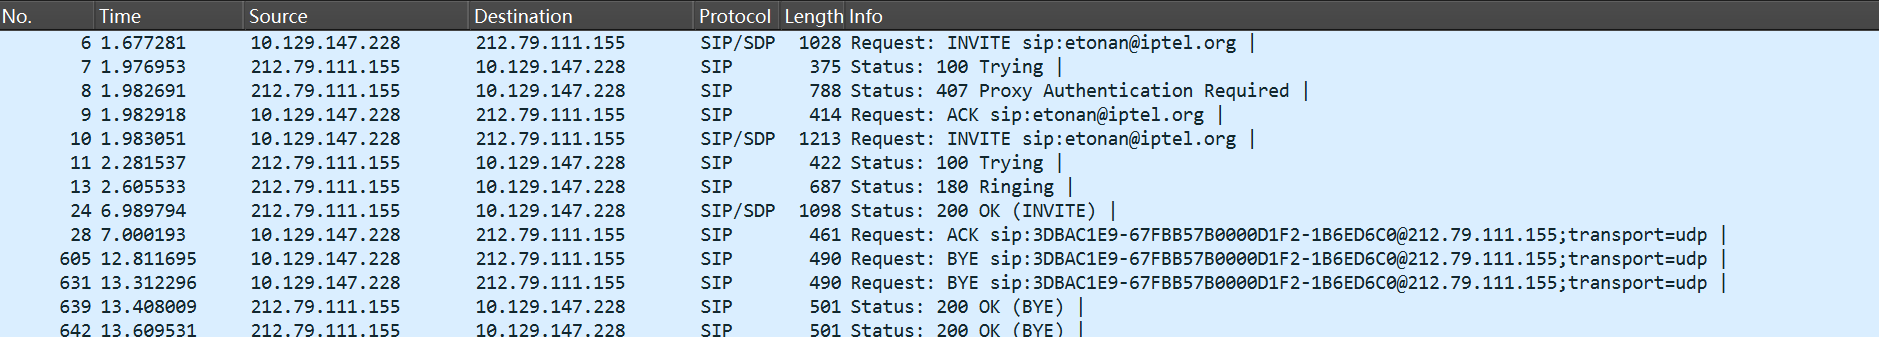 No. Time Source Destination Protocol Length Info
6 1.677281 10.129.147.228 212.79.111.155 SIP/SDP 1028 Request: INVITE sip:etonan@iptel.org |
7 1.976953 212.79.111.155 10.129.147.228 SIP 375 Status: 100 Trying |
8 1.982691 212.79.111.155 10.129.147.228 SIP 788 Status: 407 Proxy Authentication Required |
9 1.982918 10.129.147.228 212.79.111.155 SIP 414 Request: ACK sip:etonan@iptel.org |
10 1.983051 10.129.147.228 212.79.111.155 SIP/SDP 1213 Request: INVITE sip:etonan@iptel.org |
11 2.281537 212.79.111.155 10.129.147.228 SIP 422 Status: 100 Trying |
13 2.605533 212.79.111.155 10.129.147.228 SIP 687 Status: 180 Ringing |
24 6.989794 212.79.111.155 10.129.147.228 SIP/SDP 1098 Status: 200 OK (INVITE) |
28 7.000193 10.129.147.228 212.79.111.155 SIP 461 Request: ACK sip:3DBAC1E9-67FBB57B0000D1F2-1B6ED6C0@212.79.111.155;transport=udp |
605 12.811695 10.129.147.228 212.79.111.155 SIP 490 Request: BYE sip:3DBAC1E9-67FBB57B0000D1F2-1B6ED6C0@212.79.111.155;transport=udp |
631 13.312296 10.129.147.228 212.79.111.155 SIP 490 Request: BYE sip:3DBAC1E9-67FBB57B0000D1F2-1B6ED6C0@212.79.111.155;transport=udp |
639 13.408009 212.79.111.155 10.129.147.228 SIP 501 Status: 200 OK (BYE) |
642 13.609531 212.79.111.155 10.129.147.228 SIP 501 Status: 200 OK (BYE) |